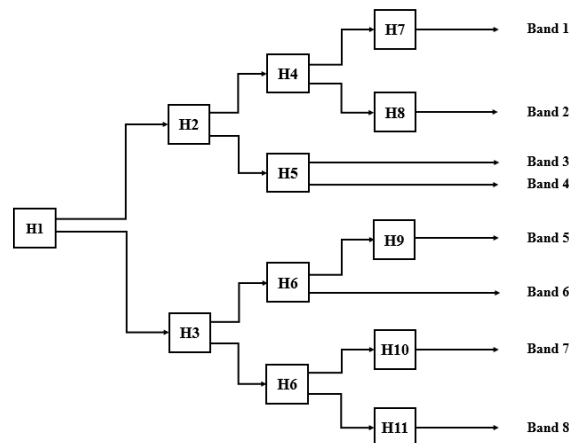 H7 Band 1
H4
H8 Band 2
H2
Band 3
H5
Band 4
H1
H9 Band 5
H6 Band 6
H3
H10 Band 7
H6
H11 Band 8